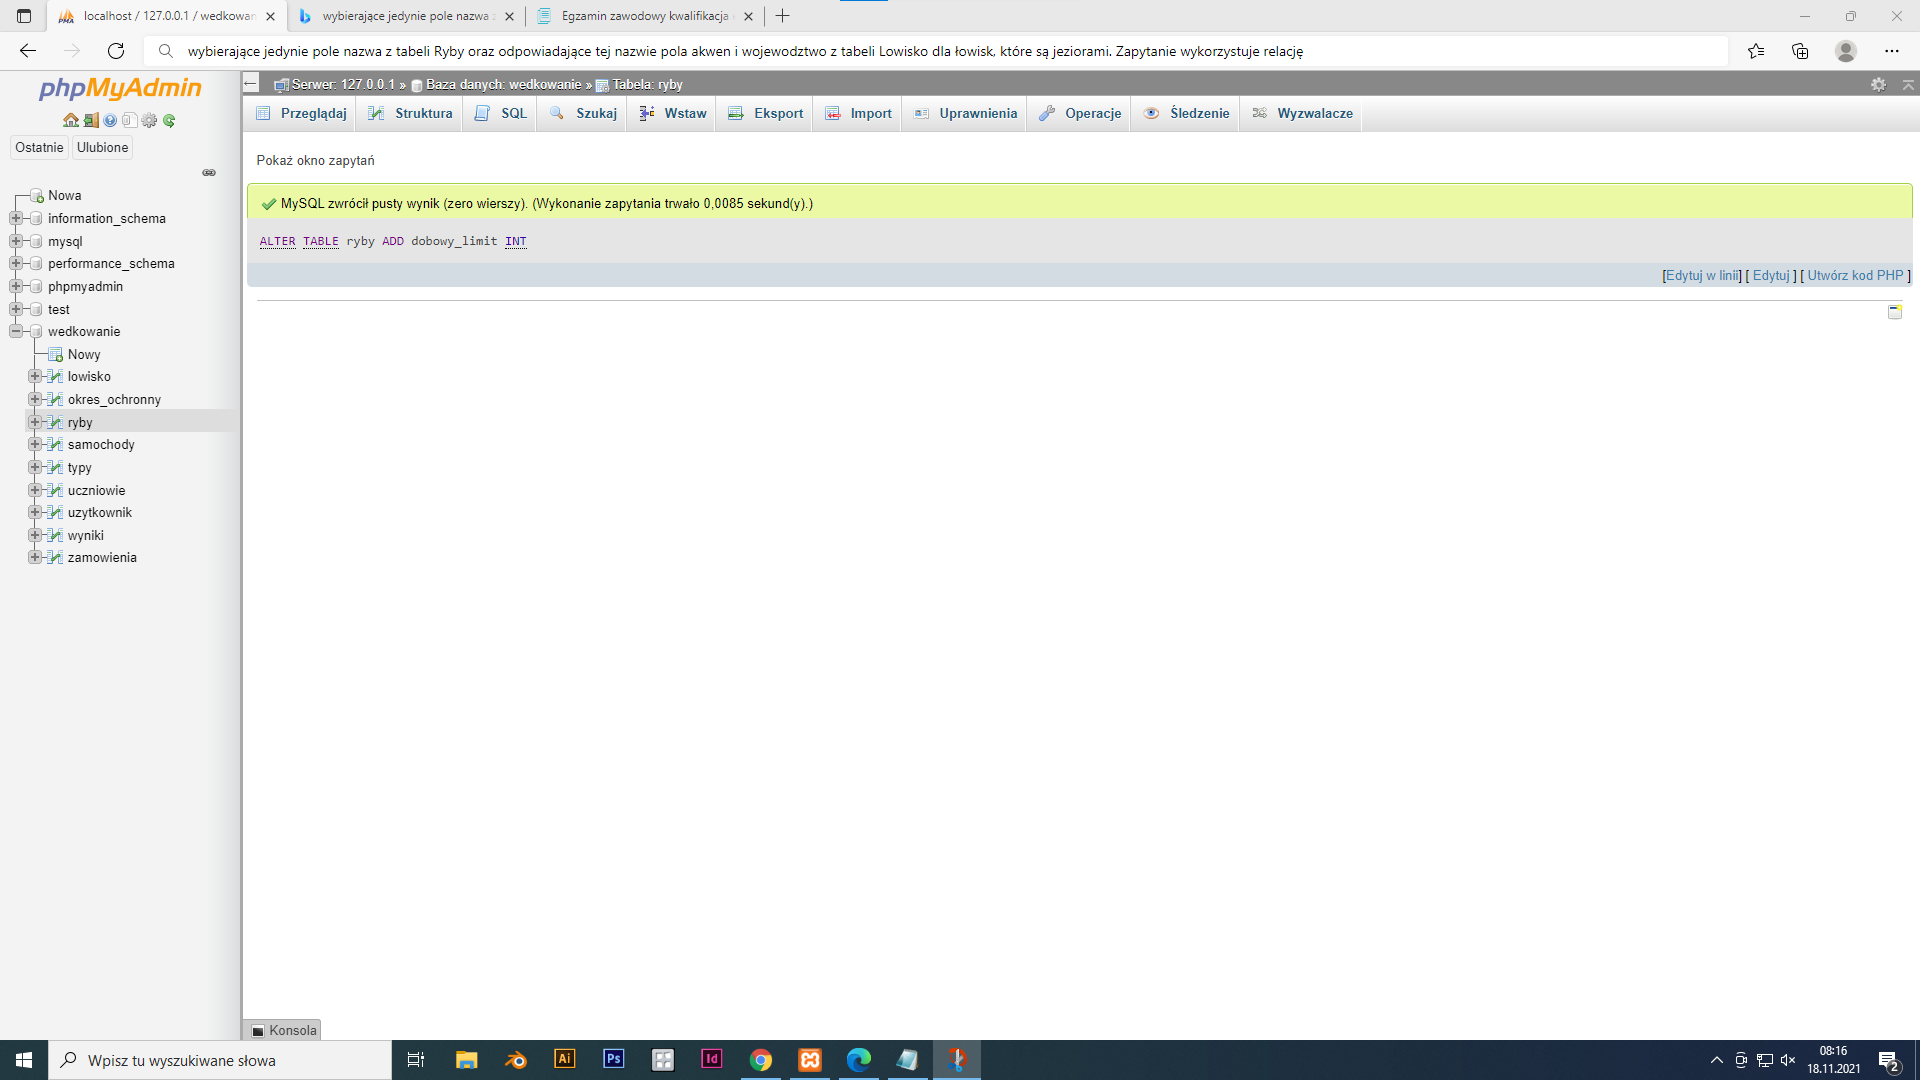 localhost / 127.0.0.1 / wedkowan
wybierające jedynie pole nazwa z
Egzamin zawodowy kwalifikacja
wybierające jedynie pole nazwa z tabeli Ryby oraz odpowiadające tej nazwie pola akwen i wojewodztwo z tabeli Lowisko dla łowisk, które są jeziorami. Zapytanie wykorzystuje relację
phpMyAdmin
Ostatnie
Ulubione
Nowa
information_schema
mysql
performance_schema
phpmyadmin
test
wedkowanie
Nowy
lowisko
okres_ochronny
ryby
samochody
typy
uczniowie
uzytkownik
wyniki
zamowienia
Serwer: 127.0.0.1 » Baza danych: wedkowanie » Tabela: ryby
Przeglądaj
Struktura
SQL
Szukaj
Wstaw
Eksport
Import
Uprawnienia
Operacje
Śledzenie
Wyzwalacze
Pokaż okno zapytań
MySQL zwrócił pusty wynik (zero wierszy). (Wykonanie zapytania trwało 0,0085 sekund(y).)
ALTER TABLE ryby ADD dobowy_limit INT
[Edytuj w linii] [ Edytuj ] [ Utwórz kod PHP ]
Konsola
Wpisz tu wyszukiwane słowa
Ai
Ps
Id
08:16
18.11.2021
2